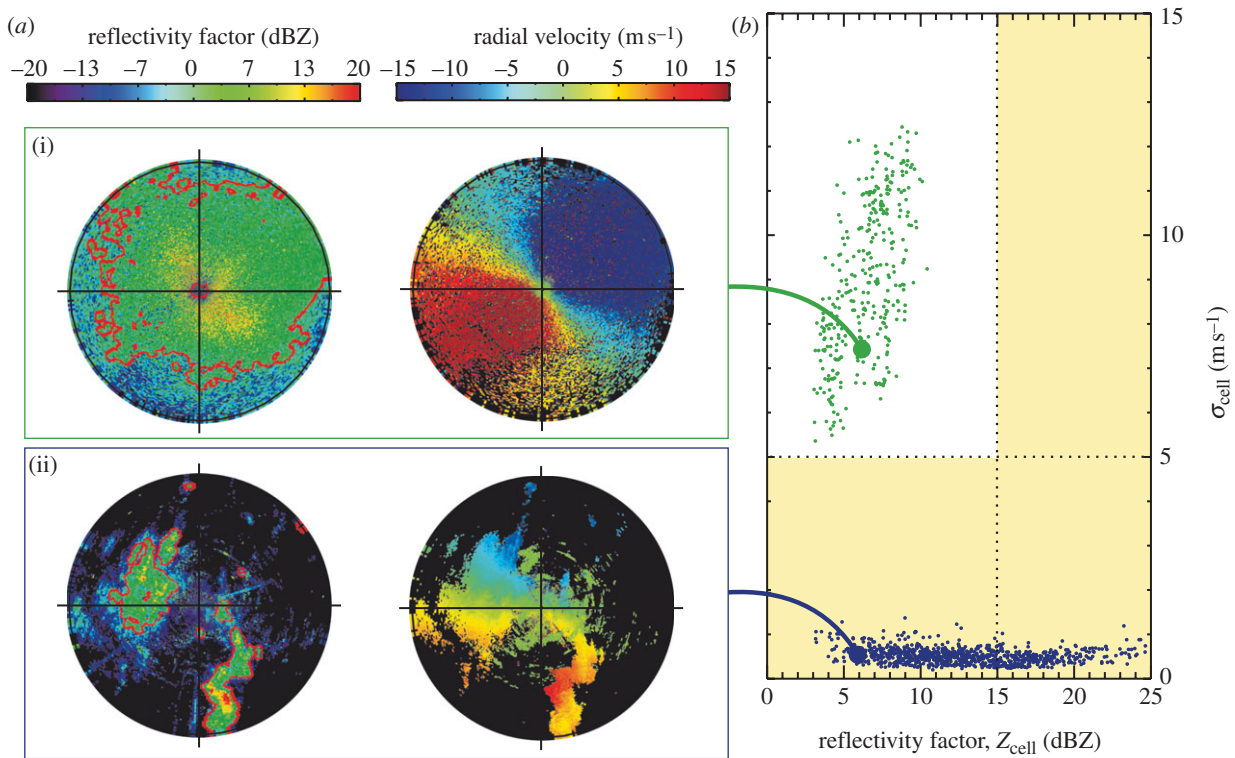 (a)
reflectivity factor (dBZ)
−20 −13 −7 0 7 13 20
radial velocity (m s−1)
−15 −10 −5 0 5 10 15
(i)
(ii)
(b)
15
10
5
0
σcell (m s−1)
0 5 10 15 20 25
reflectivity factor, Zcell (dBZ)